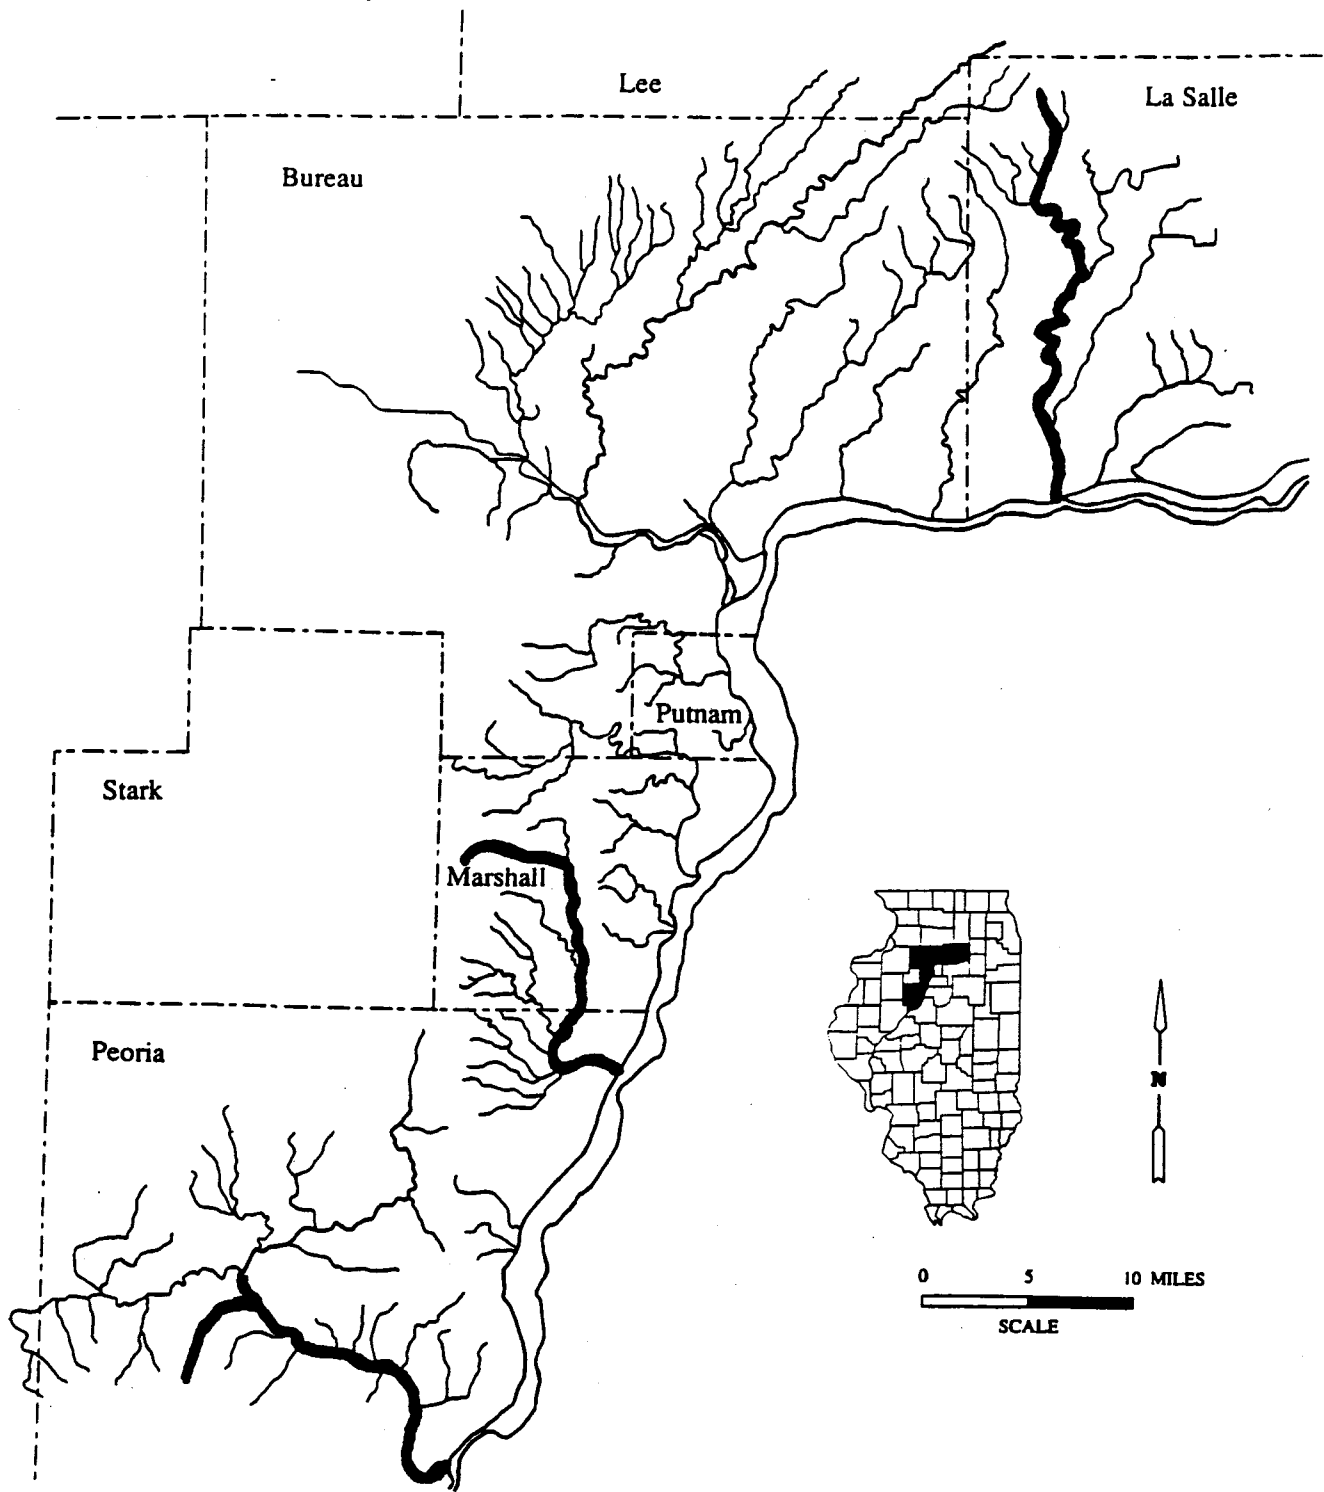 Lee
La Salle
Bureau
Putnam
Stark
Marshall
Peoria
N
0 5 10 MILES
SCALE